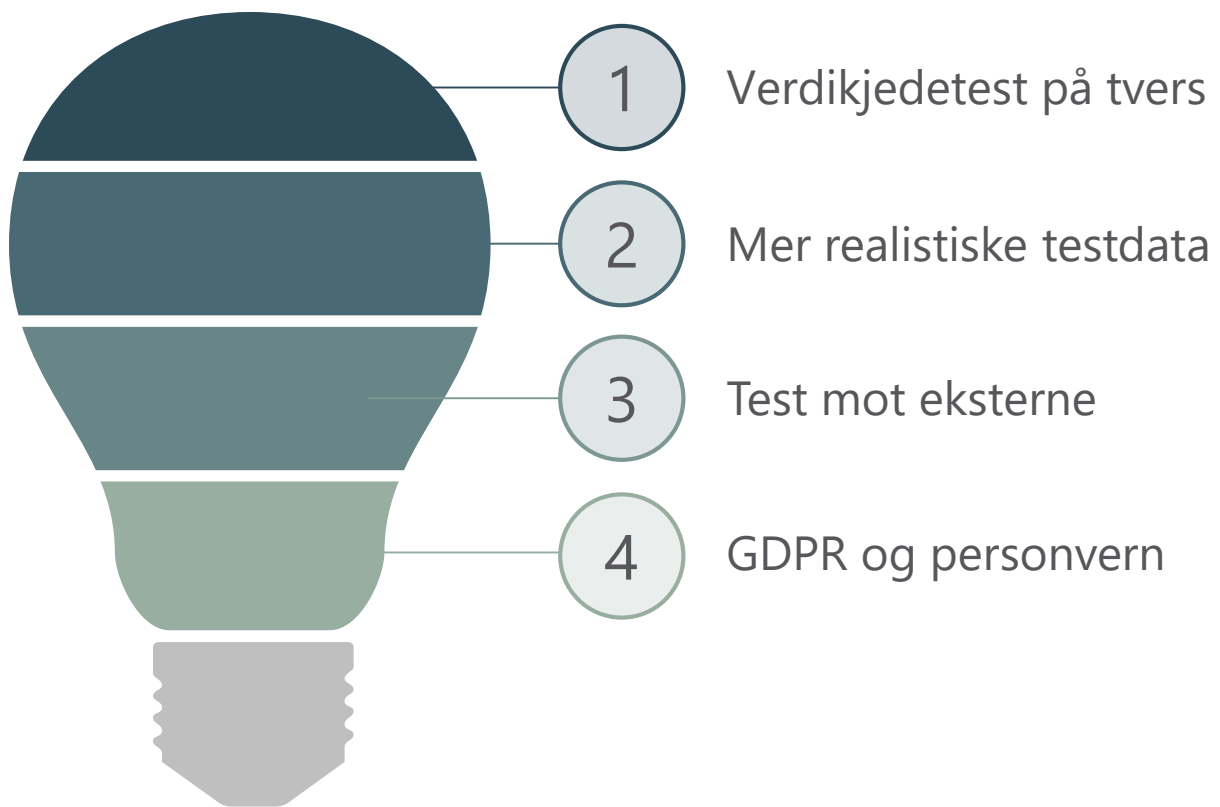 1 Verdikjedetest på tvers
2 Mer realistiske testdata
3 Test mot eksterne
4 GDPR og personvern